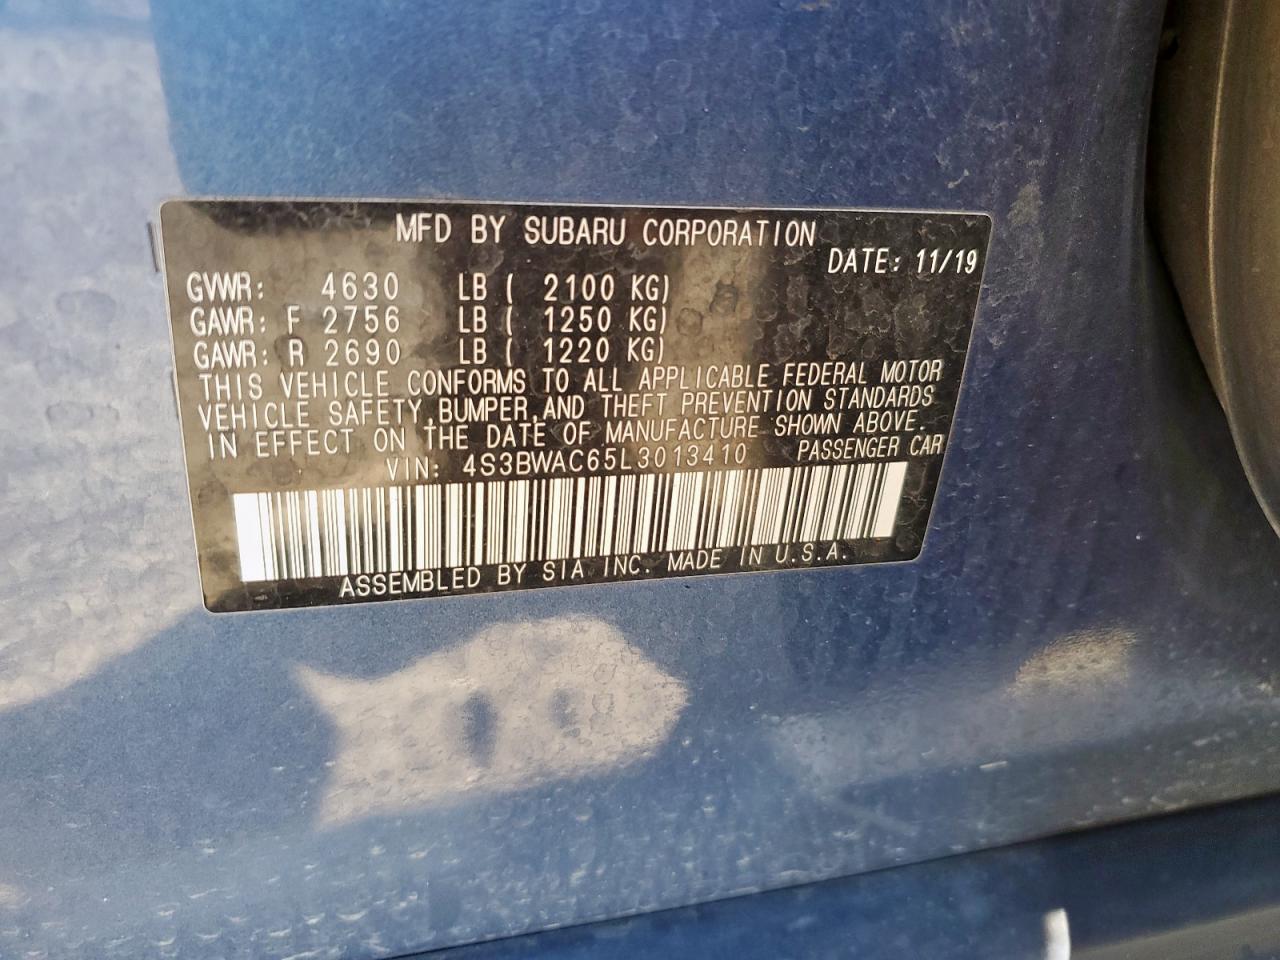 MFD BY SUBARU CORPORATION
DATE: 11/19
GVWR: 4630 LB ( 2100 KG)
GAWR: F 2756 LB ( 1250 KG)
GAWR: R 2690 LB ( 1220 KG)
THIS VEHICLE CONFORMS TO ALL APPLICABLE FEDERAL MOTOR
VEHICLE SAFETY,BUMPER,AND THEFT PREVENTION STANDARDS
IN EFFECT ON THE DATE OF MANUFACTURE SHOWN ABOVE.
VIN: 4S3BWAC65L3013410 PASSENGER CAR
ASSEMBLED BY SIA INC. MADE IN U.S.A.